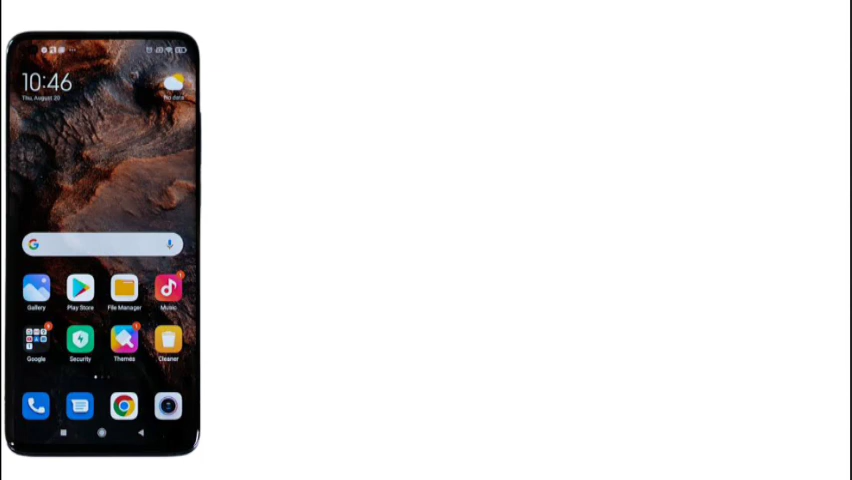 10:46
Thu, August 20
No data
Gallery
Play Store
File Manager
Music
Google
Security
Themes
Cleaner